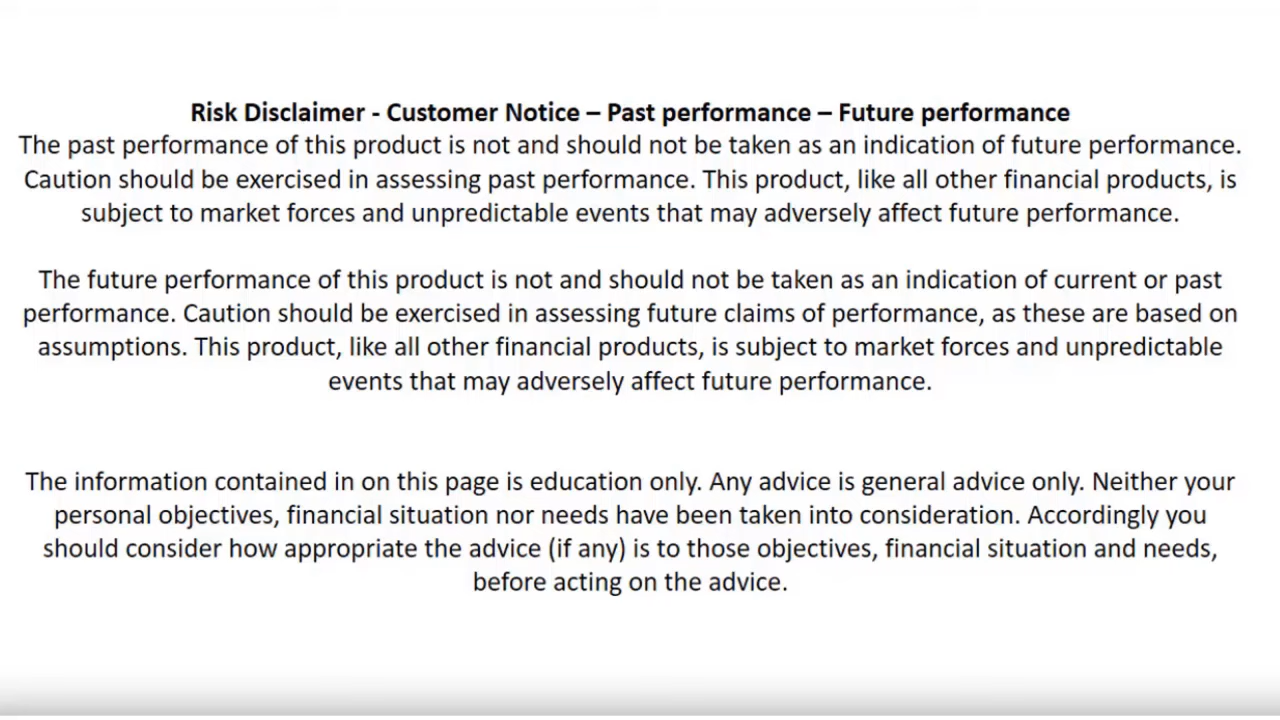 Risk Disclaimer - Customer Notice – Past performance – Future performance
The past performance of this product is not and should not be taken as an indication of future performance.
Caution should be exercised in assessing past performance. This product, like all other financial products, is
subject to market forces and unpredictable events that may adversely affect future performance.
The future performance of this product is not and should not be taken as an indication of current or past
performance. Caution should be exercised in assessing future claims of performance, as these are based on
assumptions. This product, like all other financial products, is subject to market forces and unpredictable
events that may adversely affect future performance.
The information contained in on this page is education only. Any advice is general advice only. Neither your
personal objectives, financial situation nor needs have been taken into consideration. Accordingly you
should consider how appropriate the advice (if any) is to those objectives, financial situation and needs,
before acting on the advice.